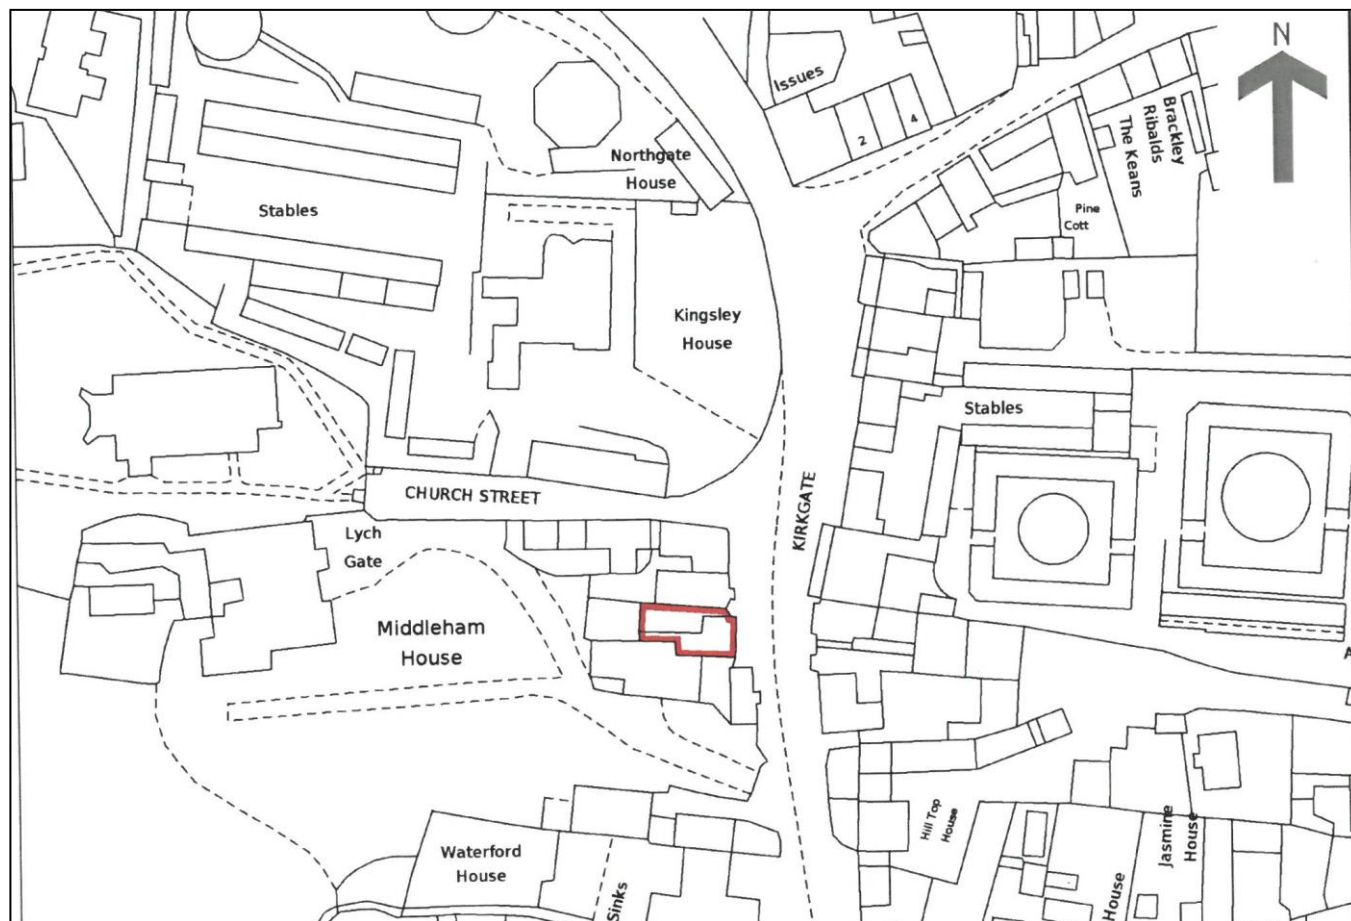 N
Issues
2
4
Brackley
Ribalds
The Keans
Northgate
House
Stables
Pine
Cott
Kingsley
House
Stables
CHURCH STREET
KIRKGATE
Lych
Gate
Middleham
House
A
Hill Top
House
Jasmine
House
Waterford
House
Sinks
House